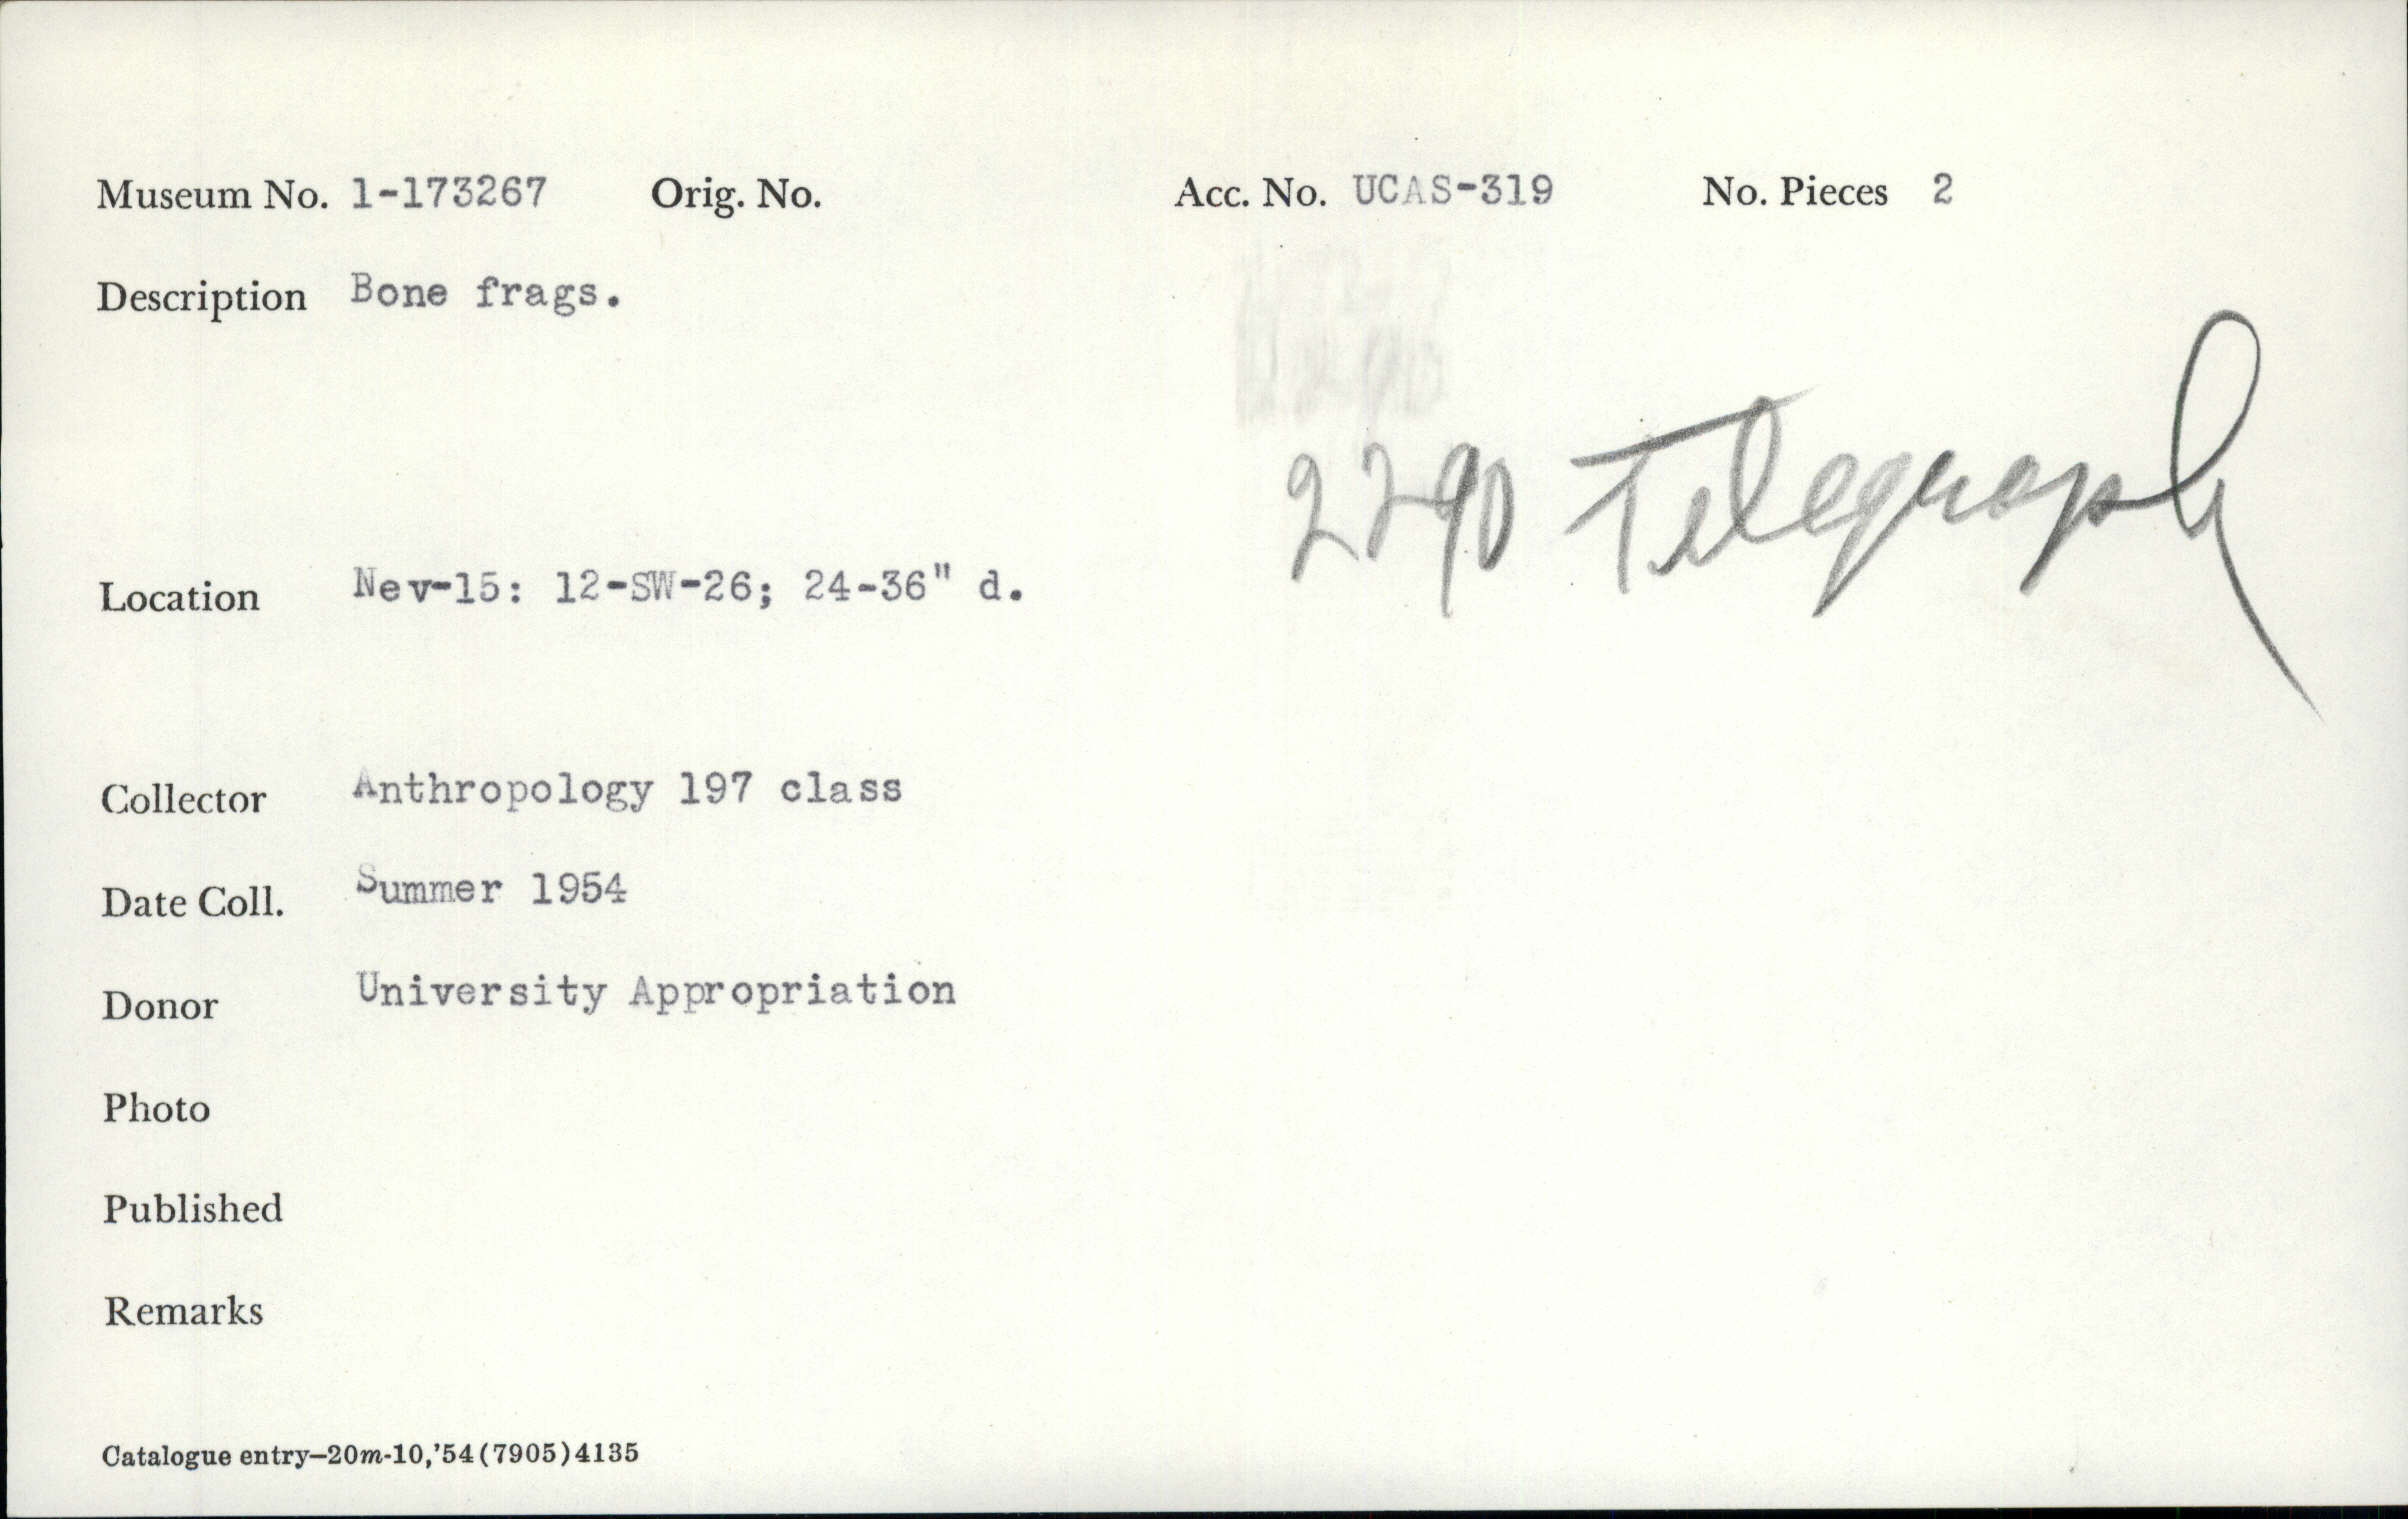 Museum No. 1-173267 Orig. No. Acc. No. UCAS-319 No. Pieces 2
Description Bone frags.
2290 Telegraph
Location Nev-15: 12-SW-26; 24-36" d.
Collector Anthropology 197 class
Date Coll. Summer 1954
Donor University Appropriation
Photo
Published
Remarks
Catalogue entry—20m-10,'54(7905)4135